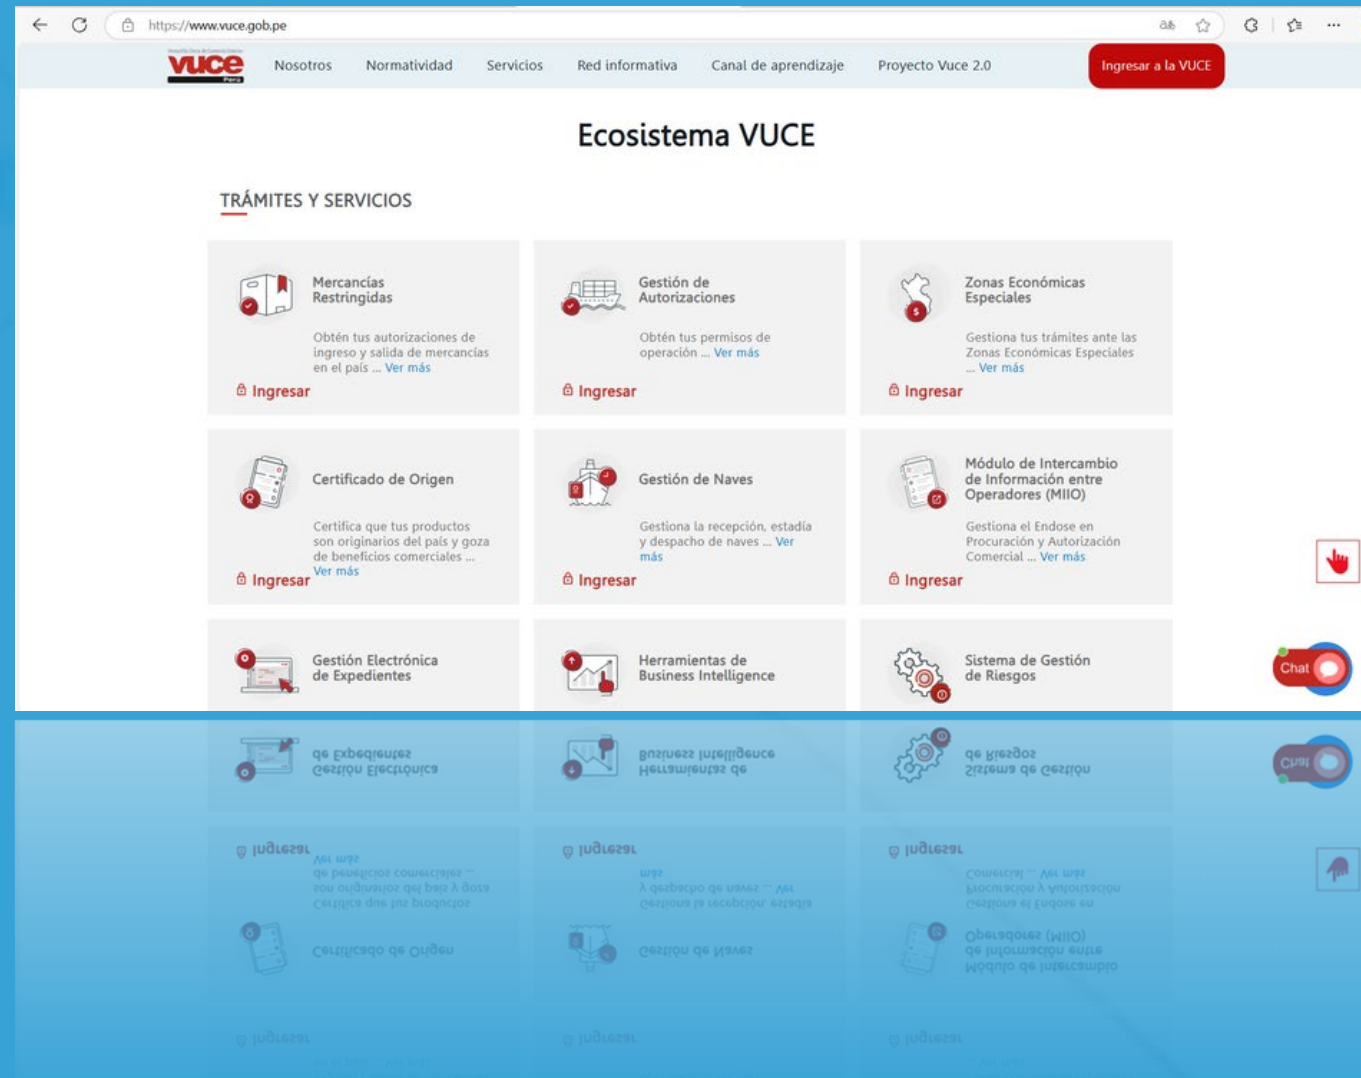 https://www.vuce.gob.pe
vuce
Perú
Nosotros
Normatividad
Servicios
Red informativa
Canal de aprendizaje
Proyecto Vuce 2.0
Ingresar a la VUCE
Ecosistema VUCE
TRÁMITES Y SERVICIOS
Mercancías
Restringidas
Obtén tus autorizaciones de
ingreso y salida de mercancías
en el país ... Ver más
Ingresar
Gestión de
Autorizaciones
Obtén tus permisos de
operación ... Ver más
Ingresar
Zonas Económicas
Especiales
Gestiona tus trámites ante las
Zonas Económicas Especiales
... Ver más
Ingresar
Certificado de Origen
Certifica que tus productos
son originarios del país y goza
de beneficios comerciales ...
Ver más
Ingresar
Gestión de Naves
Gestiona la recepción, estadía
y despacho de naves ... Ver
más
Ingresar
Módulo de Intercambio
de Información entre
Operadores (MIIO)
Gestiona el Endose en
Procuración y Autorización
Comercial ... Ver más
Ingresar
Gestión Electrónica
de Expedientes
Herramientas de
Business Intelligence
Sistema de Gestión
de Riesgos
Chat